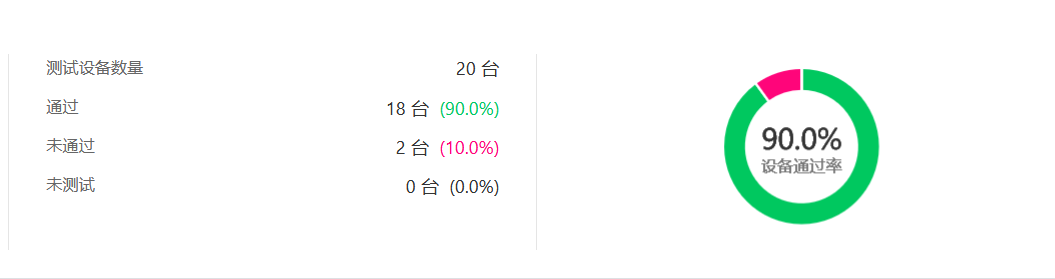 测试设备数量 20 台
通过 18 台 (90.0%)
未通过 2 台 (10.0%)
未测试 0 台 (0.0%)
90.0%
设备通过率